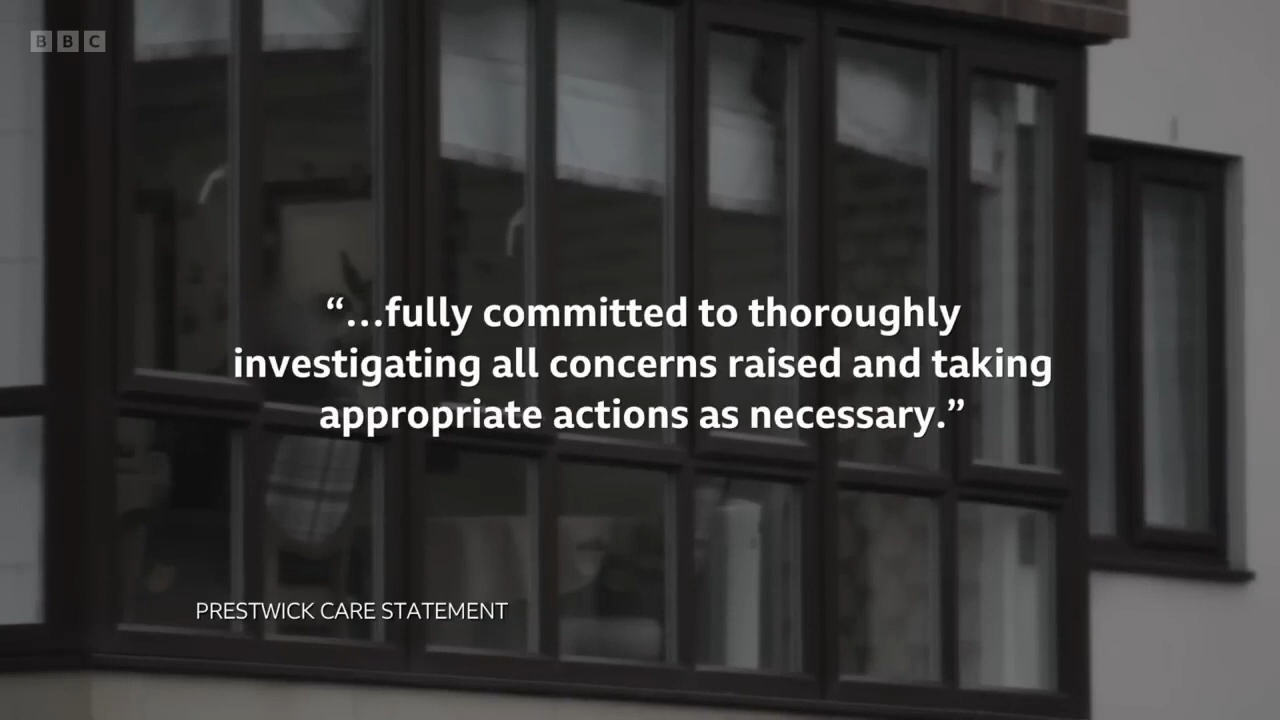 BBC
“...fully committed to thoroughly
investigating all concerns raised and taking
appropriate actions as necessary.”
PRESTWICK CARE STATEMENT